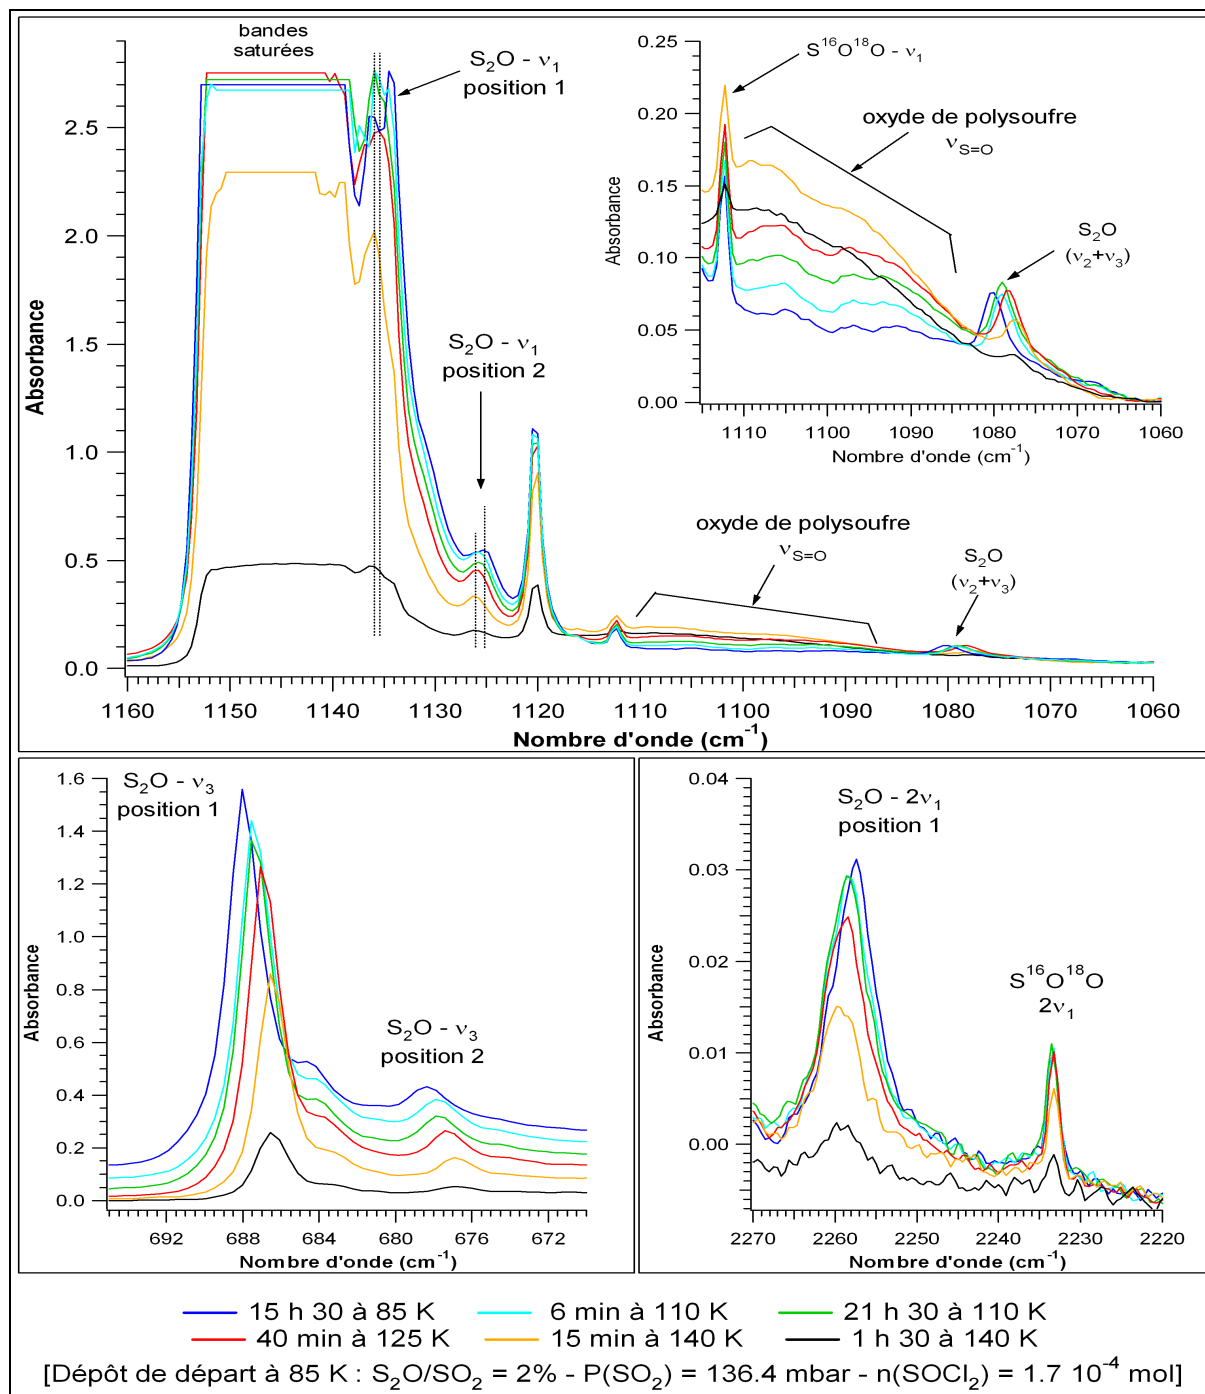 bandes
saturées
S₂O - ν₁
position 1
S₂O - ν₁
position 2
oxyde de polysoufre
ν_S=O
S₂O
(ν₂+ν₃)
Absorbance
2.5
2.0
1.5
1.0
0.5
0.0
1160 1150 1140 1130 1120 1110 1100 1090 1080 1070 1060
Nombre d'onde (cm⁻¹)
S¹⁶O¹⁸O - ν₁
oxyde de polysoufre
ν_S=O
S₂O
(ν₂+ν₃)
Absorbance
0.25
0.20
0.15
0.10
0.05
0.00
1110 1100 1090 1080 1070 1060
Nombre d'onde (cm⁻¹)
S₂O - ν₃
position 1
S₂O - ν₃
position 2
Absorbance
1.6
1.4
1.2
1.0
0.8
0.6
0.4
0.2
0.0
692 688 684 680 676 672
Nombre d'onde (cm⁻¹)
S₂O - 2ν₁
position 1
S¹⁶O¹⁸O
2ν₁
Absorbance
0.04
0.03
0.02
0.01
0.00
2270 2260 2250 2240 2230 2220
Nombre d'onde (cm⁻¹)
15 h 30 à 85 K 6 min à 110 K 21 h 30 à 110 K
40 min à 125 K 15 min à 140 K 1 h 30 à 140 K
[Dépôt de départ à 85 K : S₂O/SO₂ = 2% - P(SO₂) = 136.4 mbar - n(SOCl₂) = 1.7 10⁻⁴ mol]